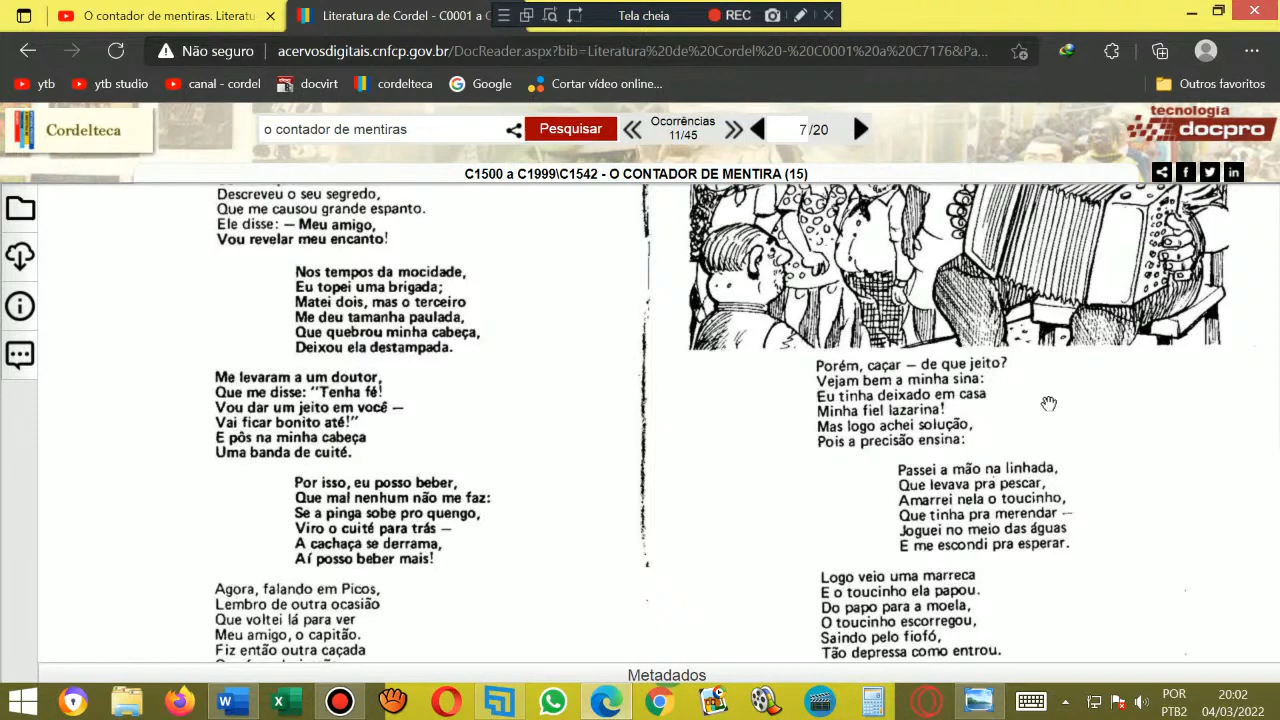 O contador de mentiras. Literatu
Literatura de Cordel - C0001 a C
Tela cheia
REC
Não seguro
acervosdigitais.cnfcp.gov.br/DocReader.aspx?bib=Literatura%20de%20Cordel%20-%20C0001%20a%20C7176&Pa...
ytb
ytb studio
canal - cordel
docvirt
cordelteca
Google
Cortar vídeo online...
Outros favoritos
Cordelteca
o contador de mentiras
Pesquisar
Ocorrências
11/45
7/20
tecnologia
docpro
C1500 a C1999\C1542 - O CONTADOR DE MENTIRA (15)
Descreveu o seu segredo,
Que me causou grande espanto.
Ele disse: — Meu amigo,
Vou revelar meu encanto!
Nos tempos da mocidade,
Eu topei uma brigada;
Matei dois, mas o terceiro
Me deu tamanha paulada,
Que quebrou minha cabeça,
Deixou ela destampada.
Me levaram a um doutor,
Que me disse: "Tenha fé!
Vou dar um jeito em você —
Vai ficar bonito até!"
E pôs na minha cabeça
Uma banda de cuité.
Por isso, eu posso beber,
Que mal nenhum não me faz:
Se a pinga sobe pro quengo,
Viro o cuité para trás —
A cachaça se derrama,
Aí posso beber mais!
Agora, falando em Picos,
Lembro de outra ocasião
Que voltei lá para ver
Meu amigo, o capitão.
Fiz então outra caçada
Porém, caçar — de que jeito?
Vejam bem a minha sina:
Eu tinha deixado em casa
Minha fiel lazarina!
Mas logo achei solução,
Pois a precisão ensina:
Passei a mão na linhada,
Que levava pra pescar,
Amarrei nela o toucinho,
Que tinha pra merendar —
Joguei no meio das águas
E me escondi pra esperar.
Logo veio uma marreca
E o toucinho ela papou.
Do papo para a moela,
O toucinho escorregou,
Saindo pelo fiofó,
Tão depressa como entrou.
Metadados
POR
PTB2
20:02
04/03/2022